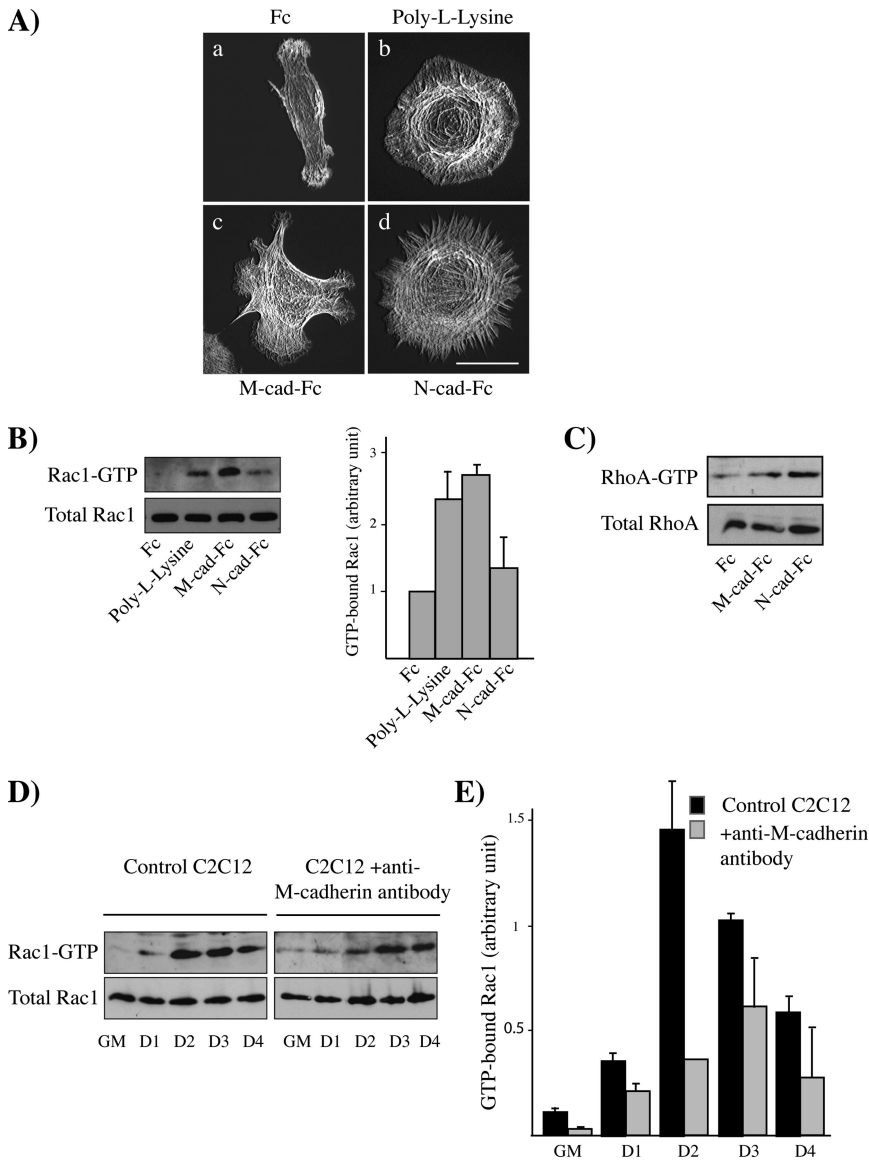 A)
Fc
Poly-L-Lysine
a
b
c
d
M-cad-Fc
N-cad-Fc
B)
Rac1-GTP
Total Rac1
Fc
Poly-L-Lysine
M-cad-Fc
N-cad-Fc
GTP-bound Rac1 (arbitrary unit)
3
2
1
Fc
Poly-L-Lysine
M-cad-Fc
N-cad-Fc
C)
RhoA-GTP
Total RhoA
Fc
M-cad-Fc
N-cad-Fc
D)
Control C2C12
C2C12 +anti-
M-cadherin antibody
Rac1-GTP
Total Rac1
GM D1 D2 D3 D4
GM D1 D2 D3 D4
E)
Control C2C12
+anti-M-cadherin
antibody
GTP-bound Rac1 (arbitrary unit)
1.5
1
0.5
GM D1 D2 D3 D4